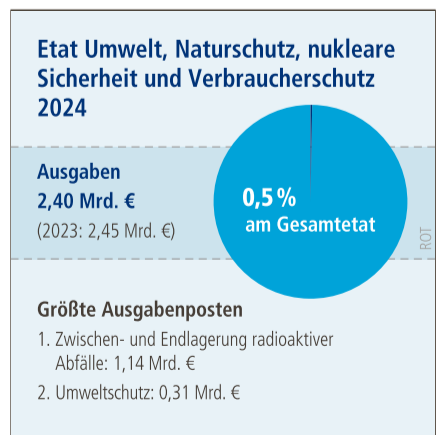 Etat Umwelt, Naturschutz, nukleare
Sicherheit und Verbraucherschutz
2024
Ausgaben
2,40 Mrd. €
(2023: 2,45 Mrd. €)
0,5 %
am Gesamtetat
ROT
Größte Ausgabenposten
1. Zwischen- und Endlagerung radioaktiver
Abfälle: 1,14 Mrd. €
2. Umweltschutz: 0,31 Mrd. €